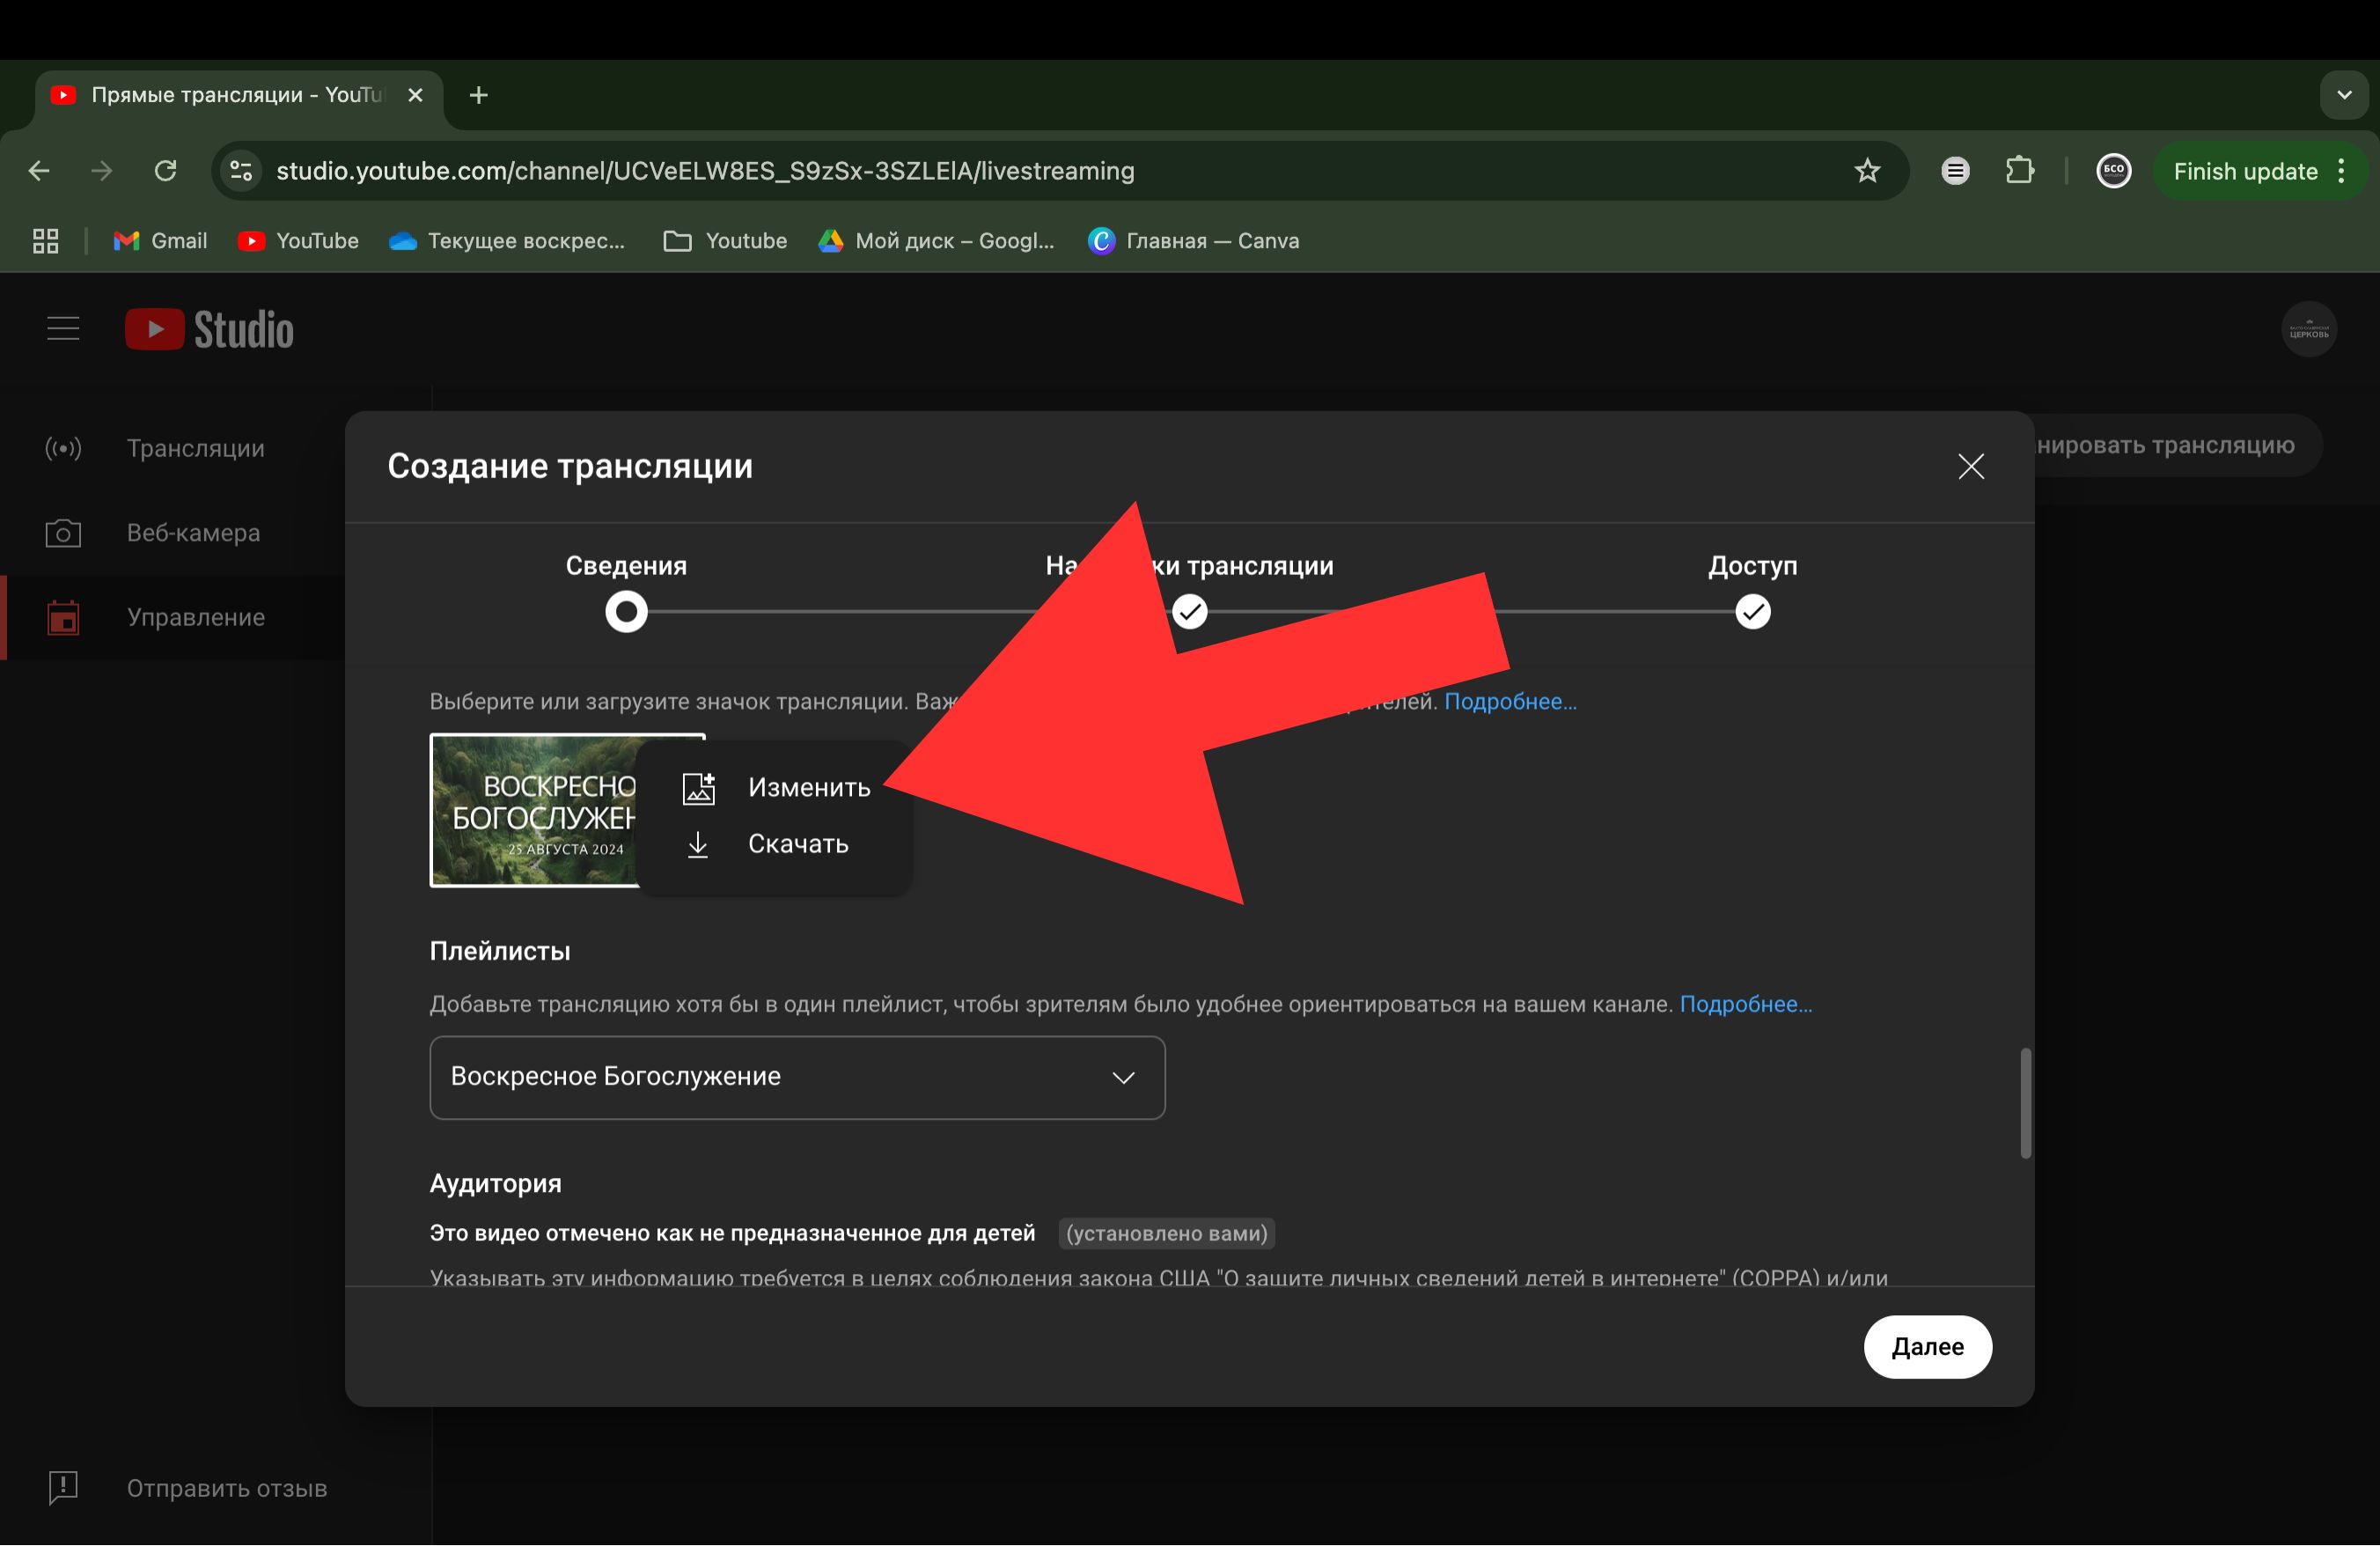 Прямые трансляции - YouTu
studio.youtube.com/channel/UCVeELW8ES_S9zSx-3SZLElA/livestreaming
БСО
Finish update
Gmail
YouTube
Текущее воскрес...
Youtube
Мой диск – Googl...
Главная — Canva
Studio
ЦЕРКОВЬ
Трансляции
Веб-камера
Управление
нировать трансляцию
Создание трансляции
Сведения
На ки трансляции
Доступ
Выберите или загрузите значок трансляции. Важ ителей. Подробнее...
ВОСКРЕСНО
БОГОСЛУЖЕН
25 АВГУСТА 2024
Изменить
Скачать
Плейлисты
Добавьте трансляцию хотя бы в один плейлист, чтобы зрителям было удобнее ориентироваться на вашем канале. Подробнее...
Воскресное Богослужение
Аудитория
Это видео отмечено как не предназначенное для детей (установлено вами)
Указывать эту информацию требуется в целях соблюдения закона США "О защите личных сведений детей в интернете" (COPPA) и/или
Далее
Отправить отзыв